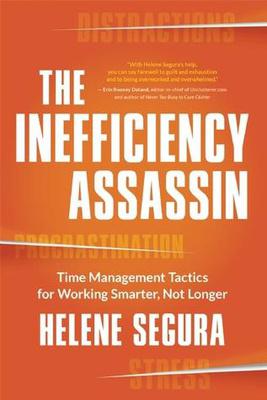 DISTRACTIONS
"With Helene Segura's help,
you can say farewell to guilt and exhaustion
and to being overworked and overwhelmed."
— Erin Rooney Doland, editor-in-chief of Unclutterer.com
and author of Never Too Busy to Cure Clutter
THE
INEFFICIENCY
ASSASSIN
PROCRASTINATION
Time Management Tactics
for Working Smarter, Not Longer
HELENE SEGURA
STRESS